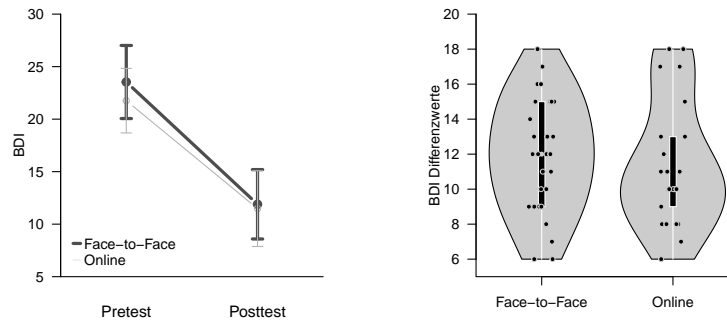 30
25
20
15
10
5
BDI
Face−to−Face
Online
Pretest
Posttest
20
18
16
14
12
10
8
6
BDI Differenzwerte
Face−to−Face
Online